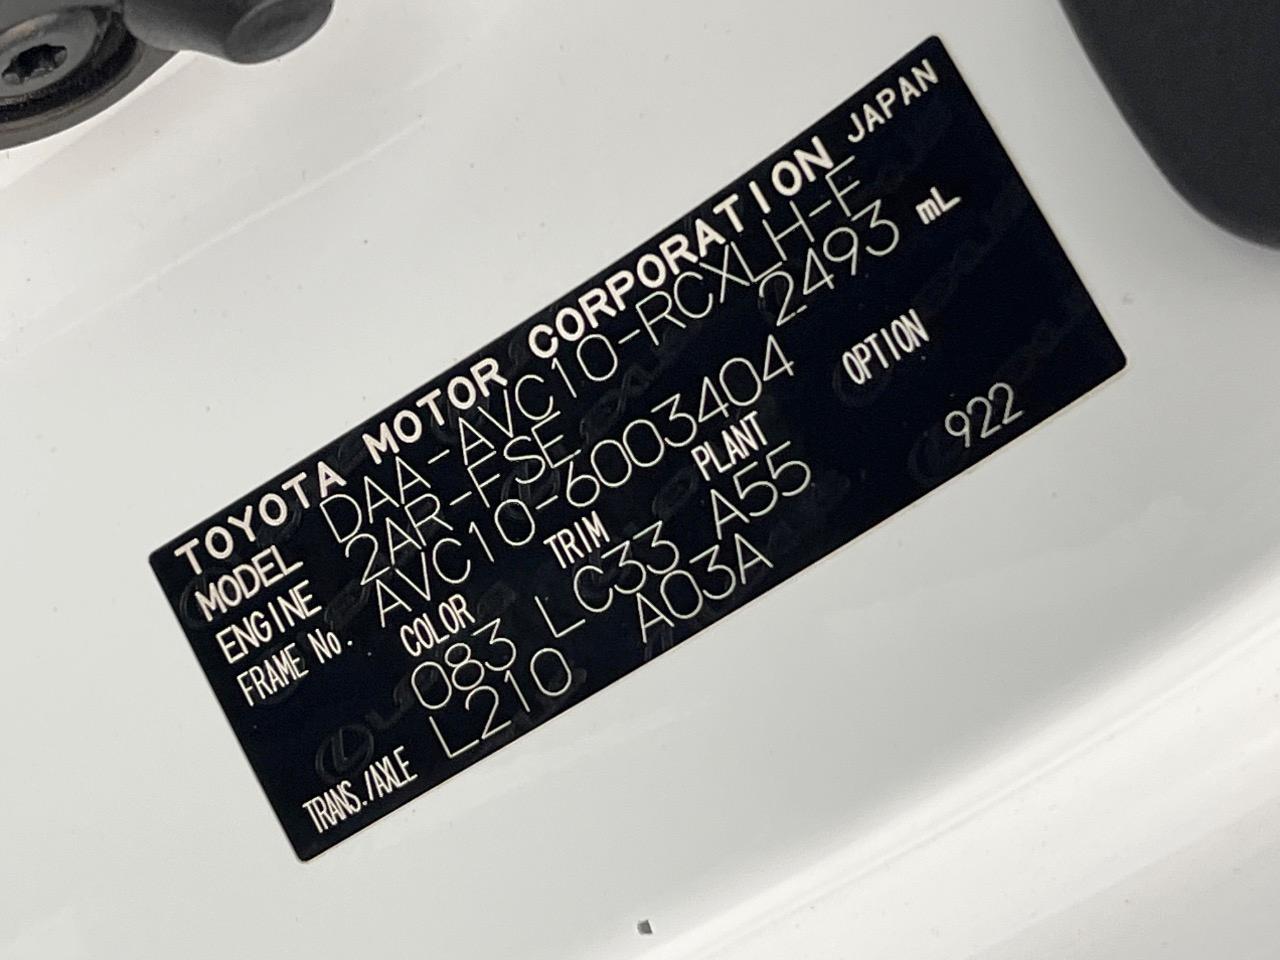 TOYOTA MOTOR CORPORATION JAPAN
MODEL DAA-AVC10-RCXLH-F
ENGINE 2AR-FSE 2493 mL
FRAME No. AVC10-6003404
COLOR TRIM PLANT OPTION
083 LC33 A55 922
TRANS./AXLE L210 A03A